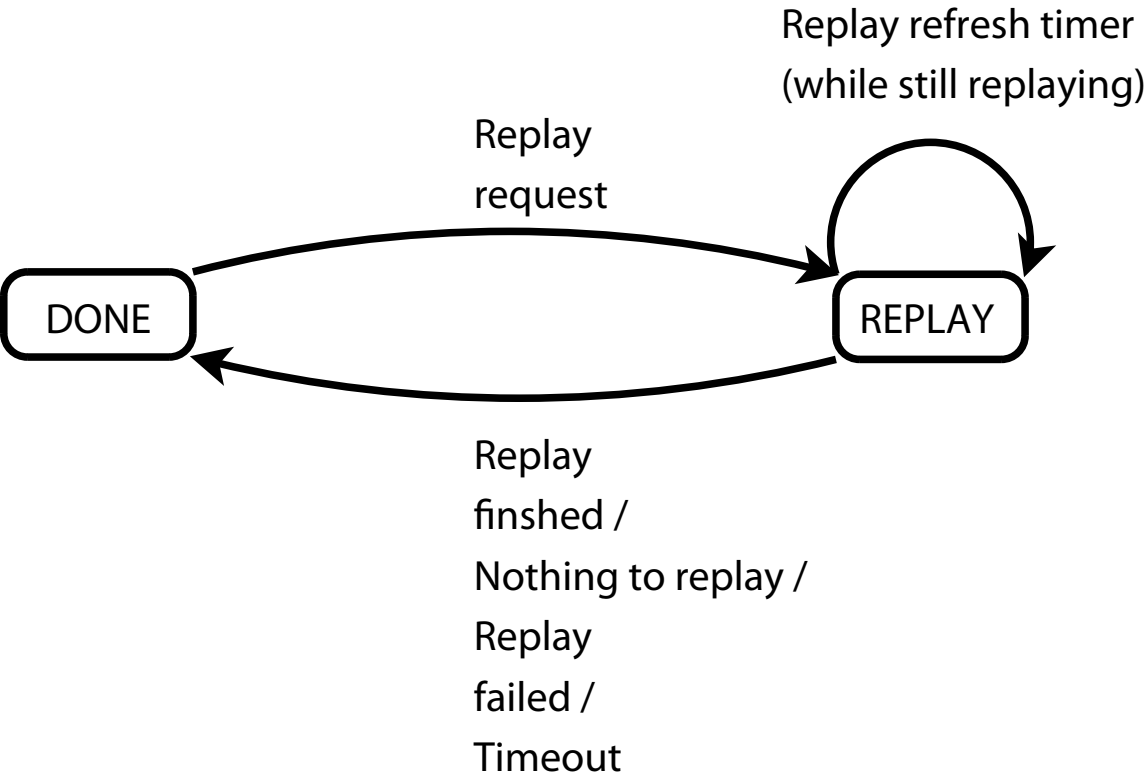 Replay refresh timer
(while still replaying)
Replay
request
DONE
REPLAY
Replay
finshed /
Nothing to replay /
Replay
failed /
Timeout